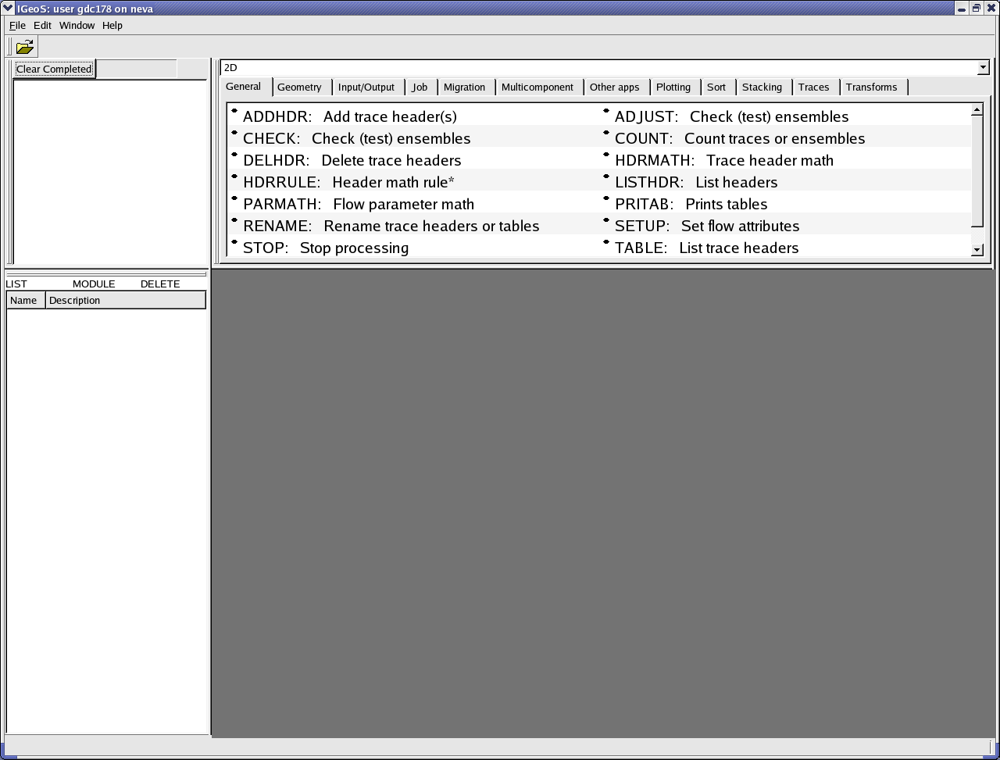 IGeoS: user gdc178 on neva
File Edit Window Help
Clear Completed
2D
General Geometry Input/Output Job Migration Multicomponent Other apps Plotting Sort Stacking Traces Transforms
ADDHDR: Add trace header(s) ADJUST: Check (test) ensembles
CHECK: Check (test) ensembles COUNT: Count traces or ensembles
DELHDR: Delete trace headers HDRMATH: Trace header math
HDRRULE: Header math rule* LISTHDR: List headers
PARMATH: Flow parameter math PRITAB: Prints tables
RENAME: Rename trace headers or tables SETUP: Set flow attributes
STOP: Stop processing TABLE: List trace headers
LIST MODULE DELETE
Name Description